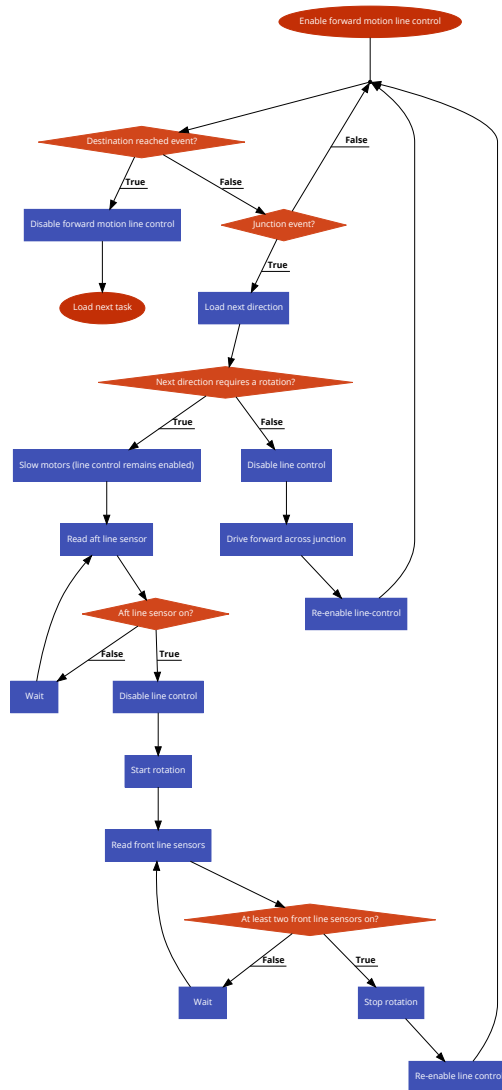 Enable forward motion line control
Destination reached event?
False
True
False
Disable forward motion line control
Junction event?
True
Load next task
Load next direction
Next direction requires a rotation?
True
False
Slow motors (line control remains enabled)
Disable line control
Read aft line sensor
Drive forward across junction
Aft line sensor on?
Re-enable line-control
False
True
Wait
Disable line control
Start rotation
Read front line sensors
At least two front line sensors on?
False
True
Wait
Stop rotation
Re-enable line control